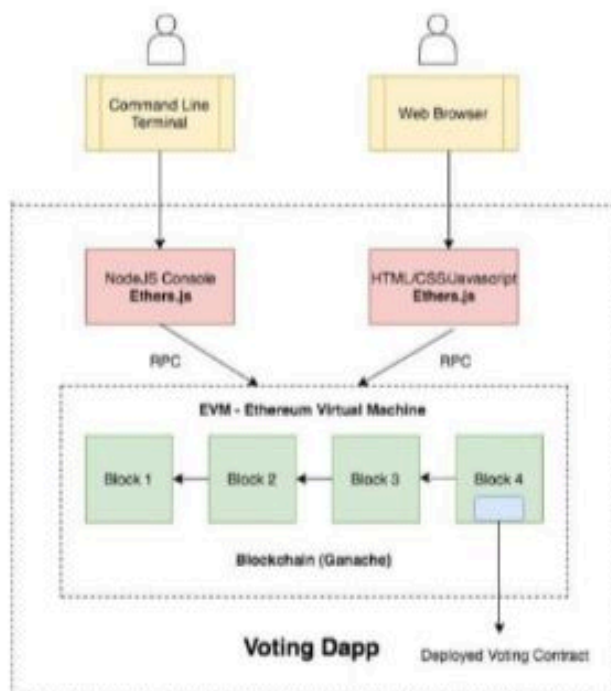 Command Line
Terminal
Web Browser
NodeJS Console
Ethers.js
HTML/CSS/Javascript
Ethers.js
RPC
RPC
EVM - Ethereum Virtual Machine
Block 1
Block 2
Block 3
Block 4
Blockchain (Ganache)
Voting Dapp
Deployed Voting Contract